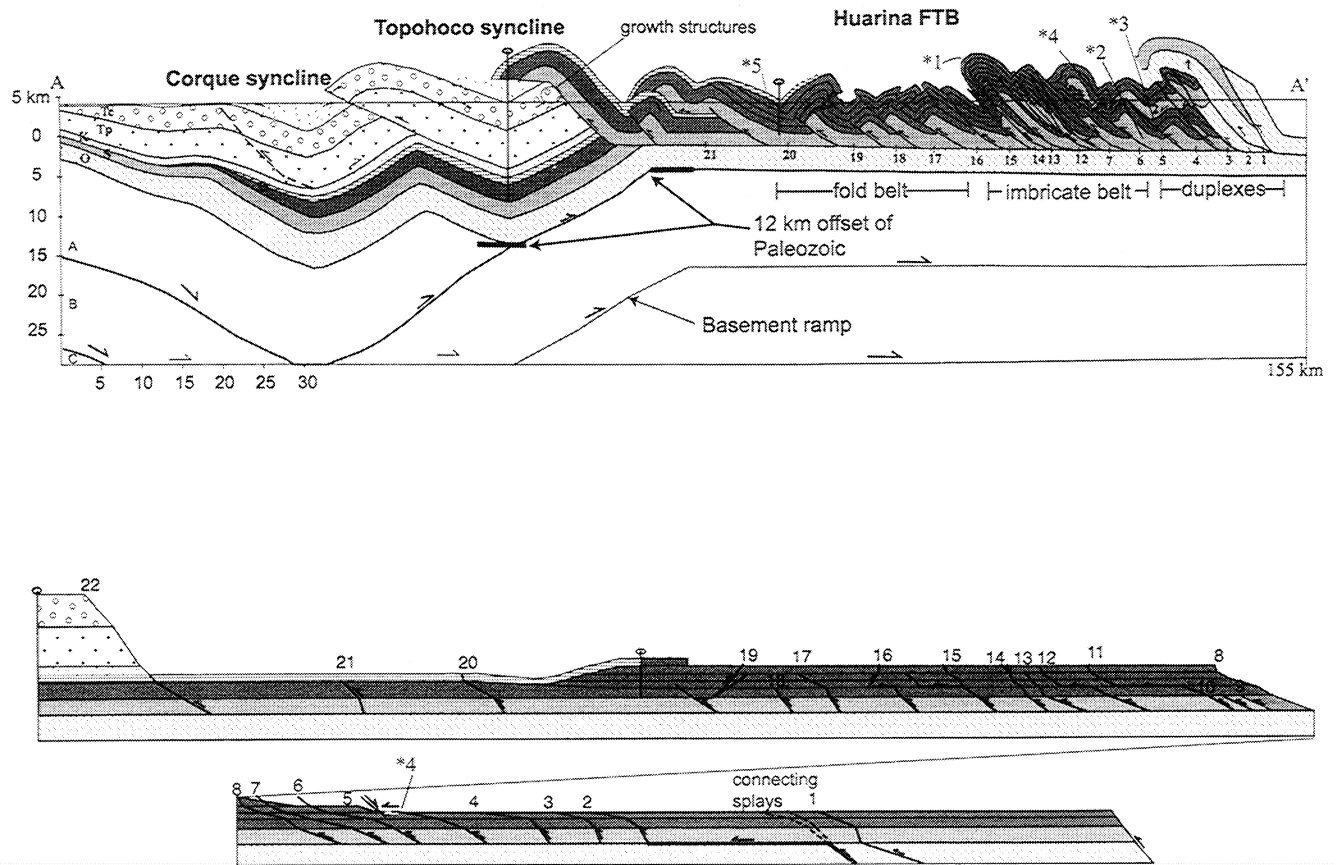 Huarina FTB
Topohoco syncline
growth structures
*3
*4
*2
*1
*5
Corque syncline
A
A'
5 km
Tc
Tp
0
K
S
O
5
21 20 19 18 17 16 15 14 13 12 7 6 5 4 3 2 1
fold belt
imbricate belt
duplexes
10
12 km offset of
Paleozoic
A
15
20
B
Basement ramp
25
C
155 km
5 10 15 20 25 30
22
21
20
19
17
16
15
14
13
12
11
8
*4
connecting
splays
8 7 6 5 4 3 2 1